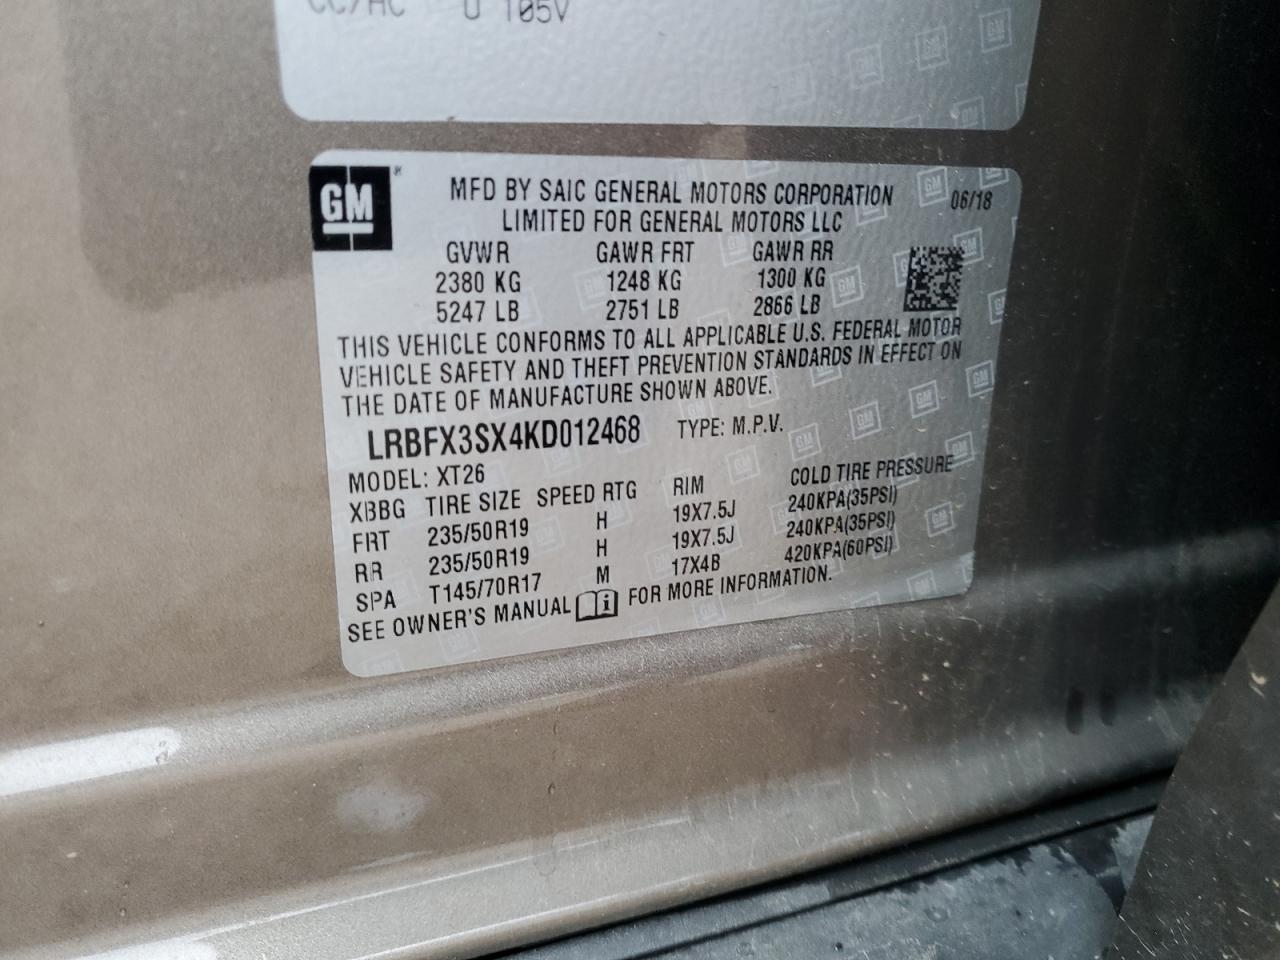 CC/AC U 105V
GM
MFD BY SAIC GENERAL MOTORS CORPORATION 06/18
LIMITED FOR GENERAL MOTORS LLC
GVWR GAWR FRT GAWR RR
2380 KG 1248 KG 1300 KG
5247 LB 2751 LB 2866 LB
THIS VEHICLE CONFORMS TO ALL APPLICABLE U.S. FEDERAL MOTOR
VEHICLE SAFETY AND THEFT PREVENTION STANDARDS IN EFFECT ON
THE DATE OF MANUFACTURE SHOWN ABOVE.
LRBFX3SX4KD012468 TYPE: M.P.V.
MODEL: XT26
XBBG TIRE SIZE SPEED RTG RIM COLD TIRE PRESSURE
FRT 235/50R19 H 19X7.5J 240KPA(35PSI)
RR 235/50R19 H 19X7.5J 240KPA(35PSI)
SPA T145/70R17 M 17X4B 420KPA(60PSI)
SEE OWNER'S MANUAL FOR MORE INFORMATION.